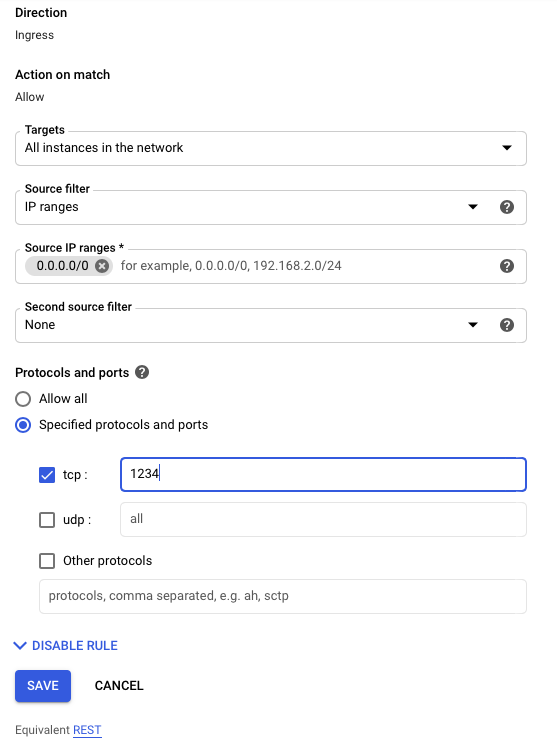 Direction
Ingress
Action on match
Allow
Targets
All instances in the network
Source filter
IP ranges
Source IP ranges *
0.0.0.0/0 for example, 0.0.0.0/0, 192.168.2.0/24
Second source filter
None
Protocols and ports
Allow all
Specified protocols and ports
tcp : 1234
udp : all
Other protocols
protocols, comma separated, e.g. ah, sctp
DISABLE RULE
SAVE CANCEL
Equivalent REST